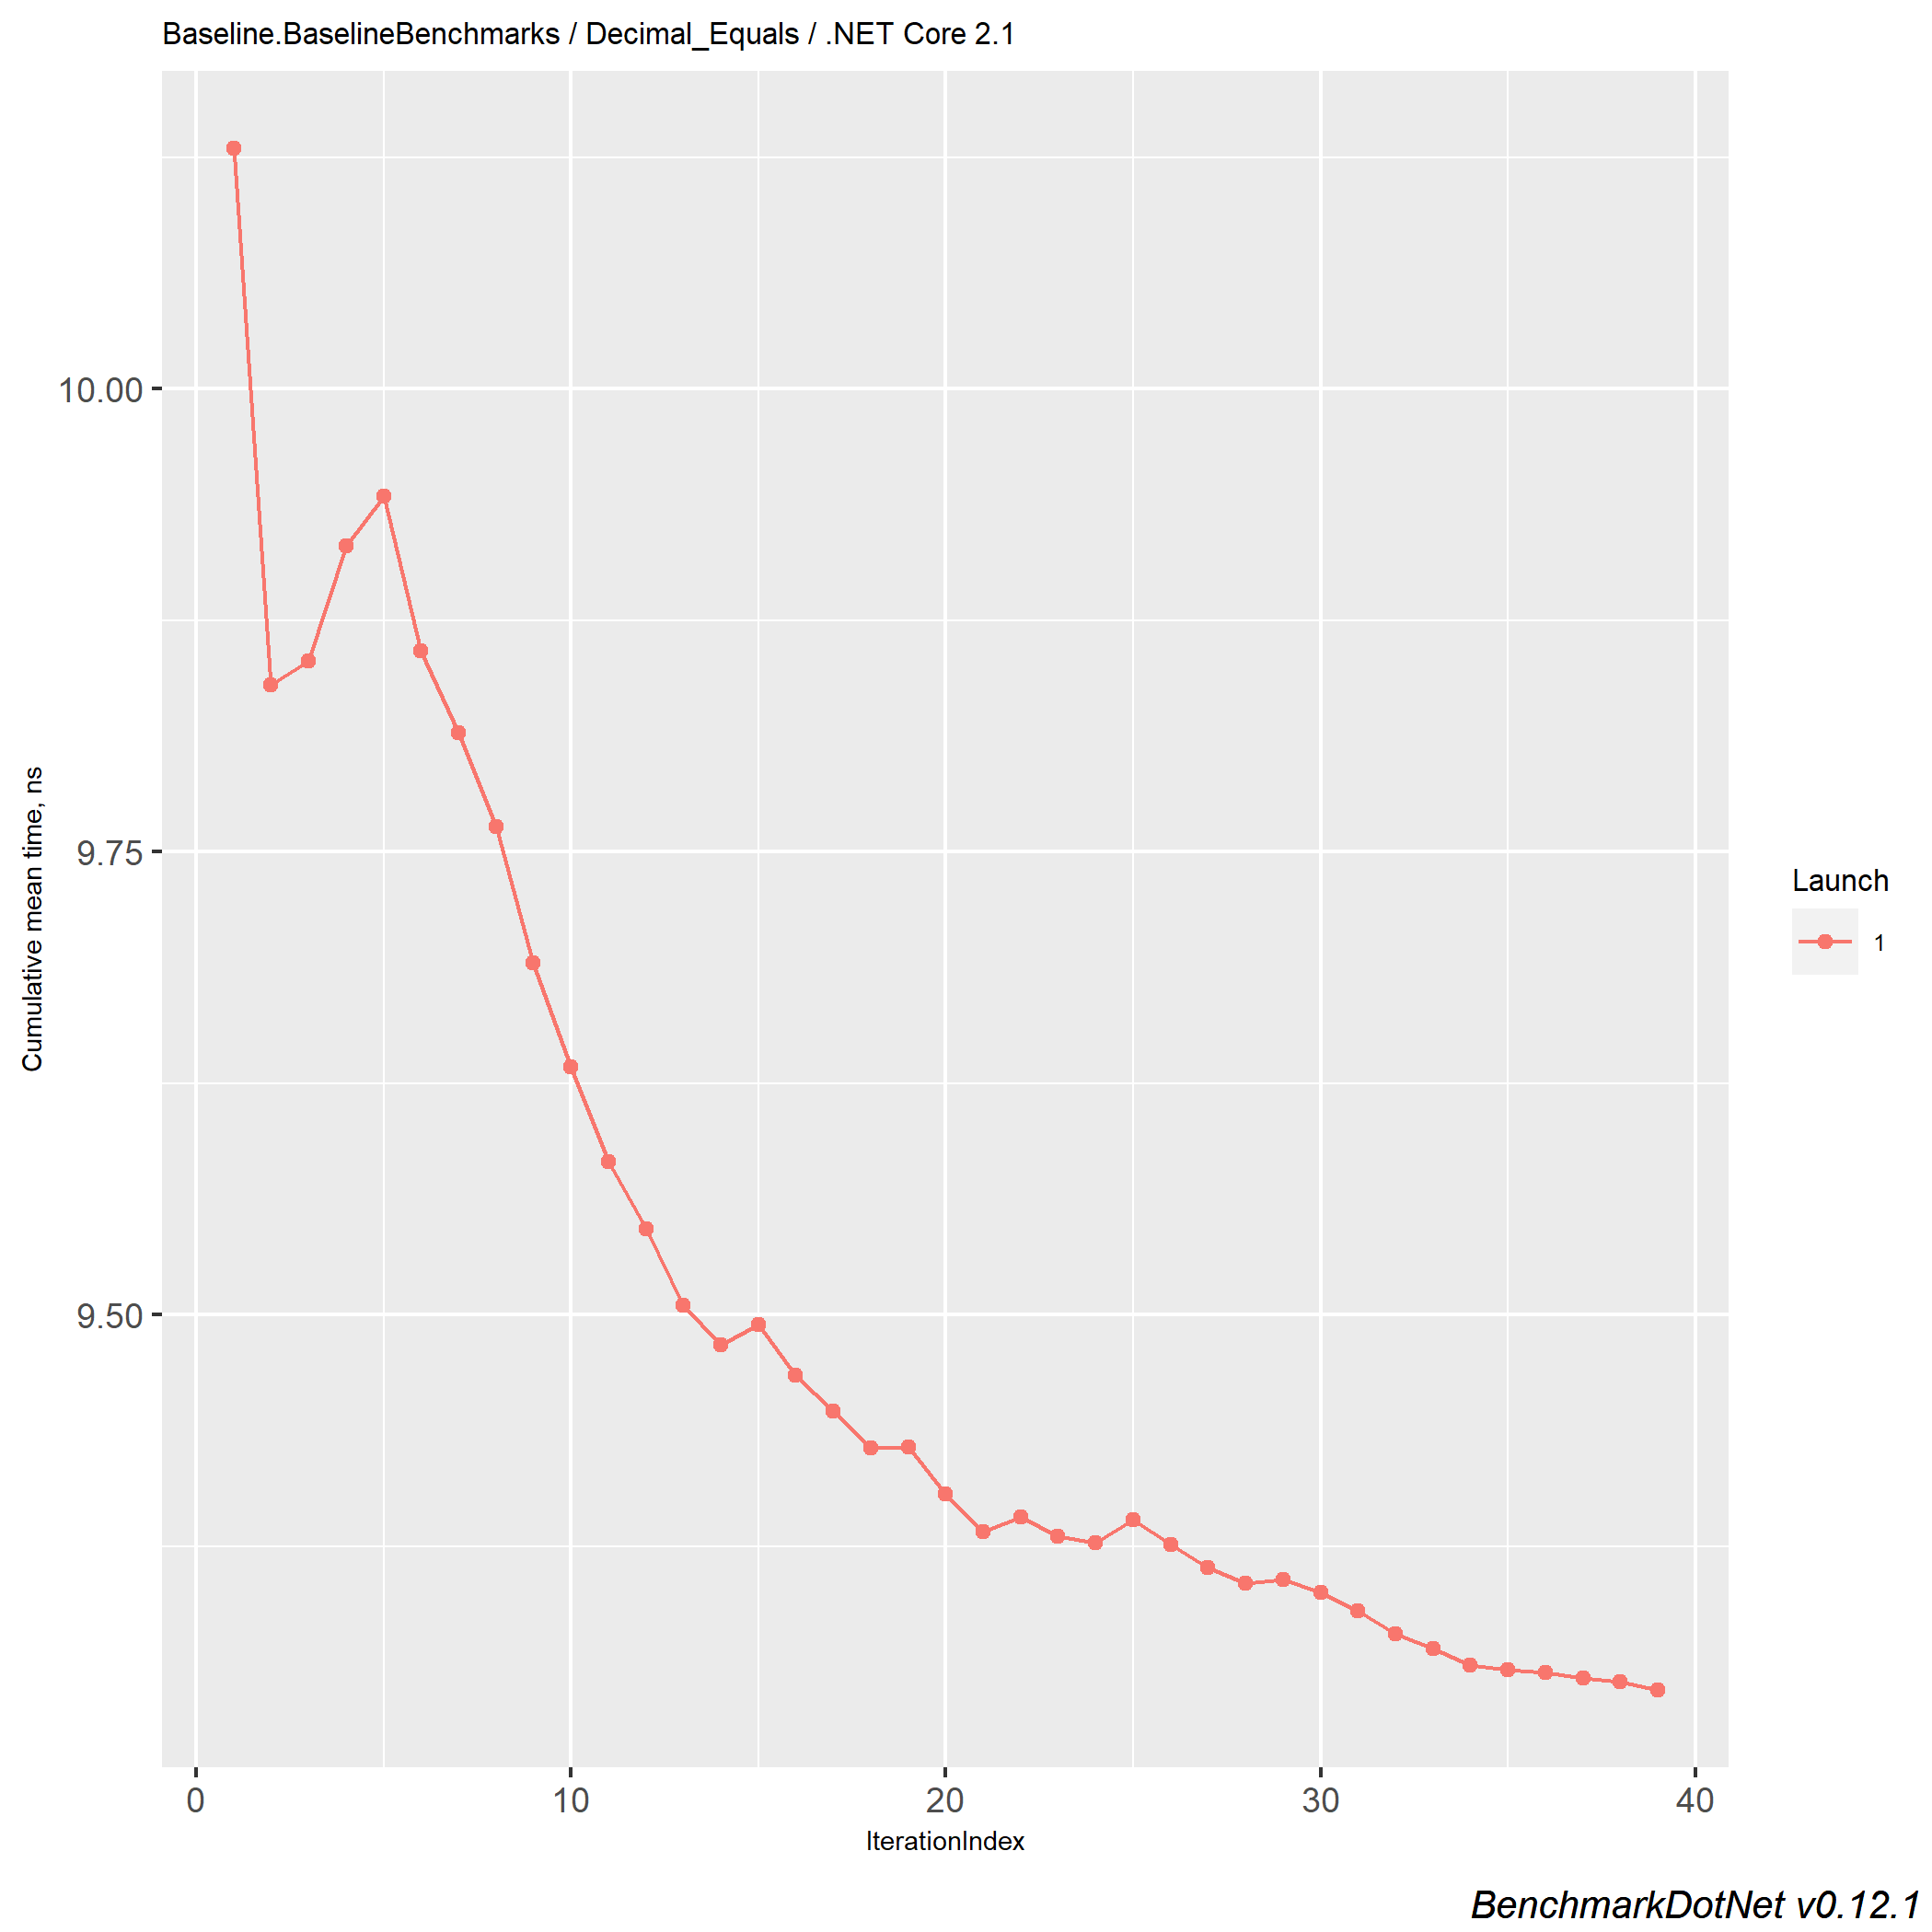 Baseline.BaselineBenchmarks / Decimal_Equals / .NET Core 2.1
Cumulative mean time, ns
10.00
9.75
9.50
0
10
20
30
40
IterationIndex
Launch
1
BenchmarkDotNet v0.12.1